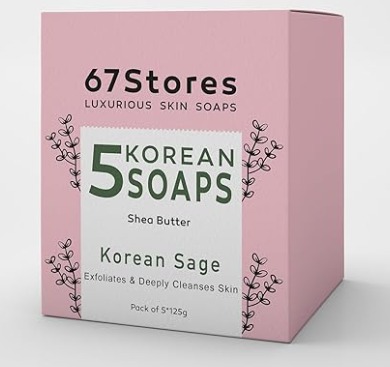 67Stores
LUXURIOUS SKIN SOAPS
5 KOREAN
SOAPS
Shea Butter
Korean Sage
Exfoliates & Deeply Cleanses Skin
Pack of 5*125g